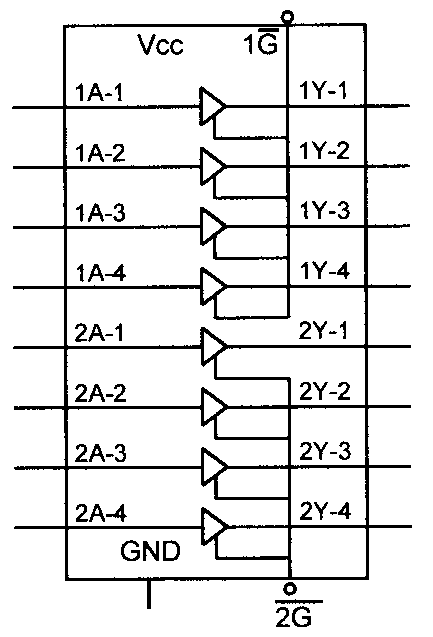 Vcc 1G̅
1A-1 1Y-1
1A-2 1Y-2
1A-3 1Y-3
1A-4 1Y-4
2A-1 2Y-1
2A-2 2Y-2
2A-3 2Y-3
2A-4 2Y-4
GND
2̅G̅